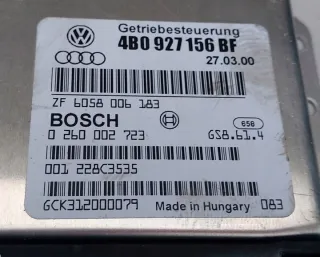 Getriebesteuerung
4B0 927 156 BF
27.03.00
ZF 6058 006 183
BOSCH
656
0 260 002 723 GS8.61.4
001 228C3535
GCK312000079 Made in Hungary 083